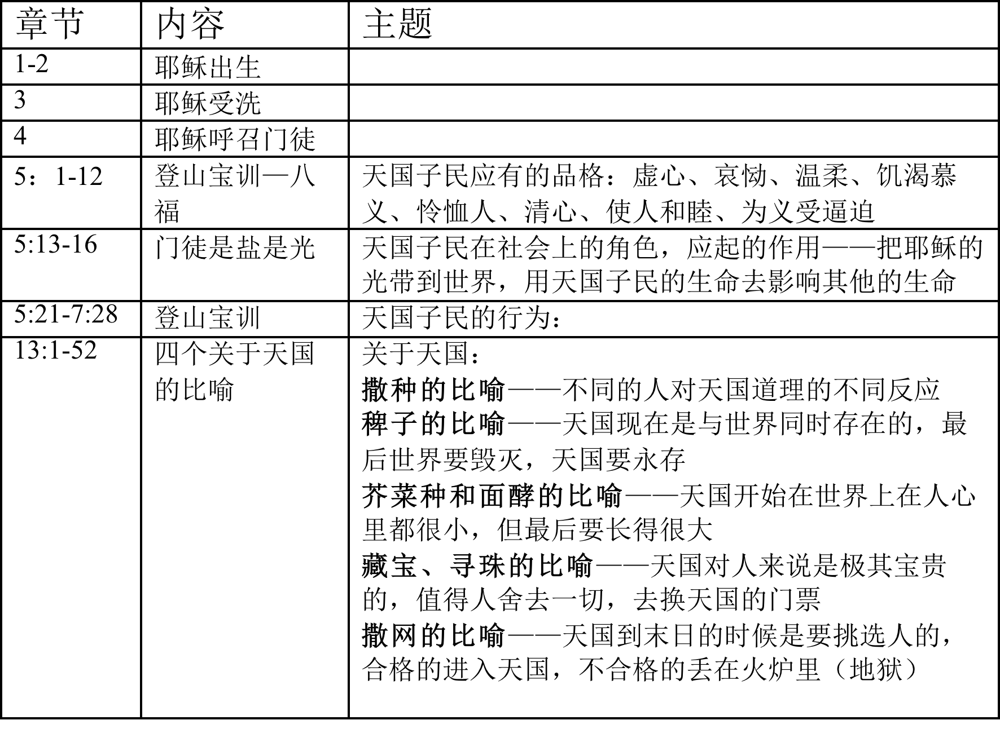 章节 内容 主题
1-2 耶稣出生
3 耶稣受洗
4 耶稣呼召门徒
5：1-12 登山宝训—八 天国子民应有的品格：虚心、哀恸、温柔、饥渴慕
福 义、怜恤人、清心、使人和睦、为义受逼迫
5:13-16 门徒是盐是光 天国子民在社会上的角色，应起的作用——把耶稣的
光带到世界，用天国子民的生命去影响其他的生命
5:21-7:28 登山宝训 天国子民的行为：
13:1-52 四个关于天国 关于天国：
的比喻 撒种的比喻——不同的人对天国道理的不同反应
稗子的比喻——天国现在是与世界同时存在的，最
后世界要毁灭，天国要永存
芥菜种和面酵的比喻——天国开始在世界上在人心
里都很小，但最后要长得很大
藏宝、寻珠的比喻——天国对人来说是极其宝贵
的，值得人舍去一切，去换天国的门票
撒网的比喻——天国到末日的时候是要挑选人的，
合格的进入天国，不合格的丢在火炉里（地狱）